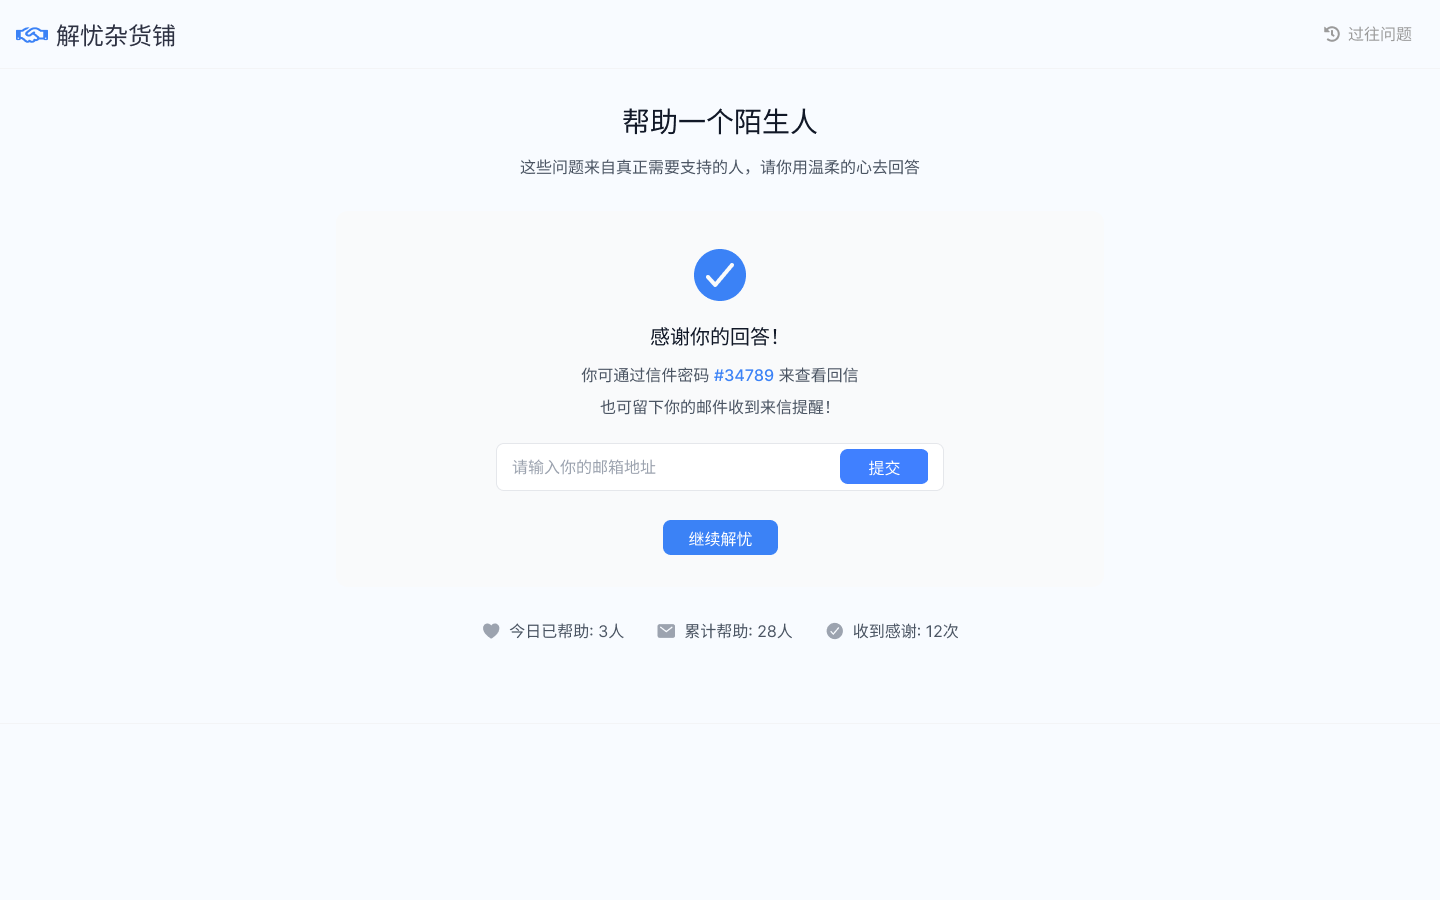 解忧杂货铺
过往问题
帮助一个陌生人
这些问题来自真正需要支持的人，请你用温柔的心去回答
感谢你的回答！
你可通过信件密码 #34789 来查看回信
也可留下你的邮件收到来信提醒！
请输入你的邮箱地址
提交
继续解忧
今日已帮助: 3人
累计帮助: 28人
收到感谢: 12次